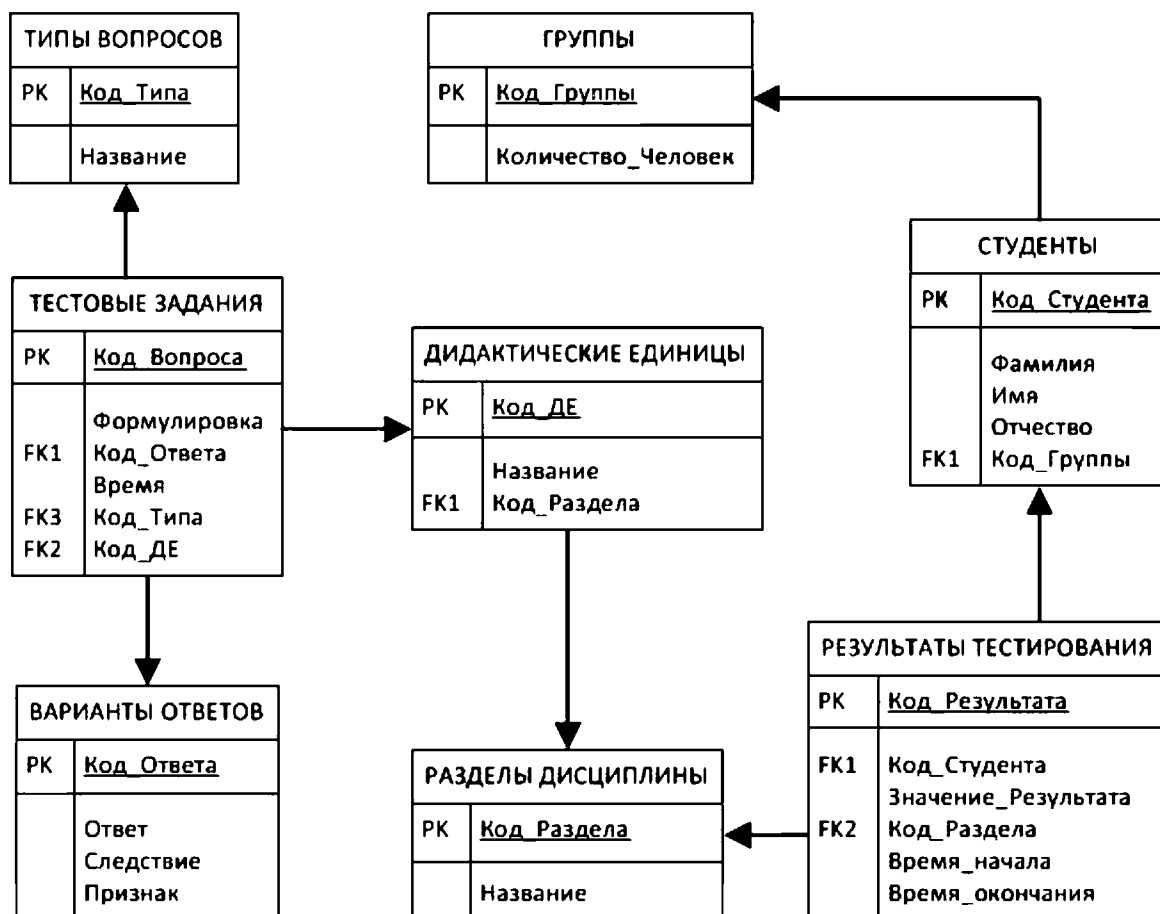 ТИПЫ ВОПРОСОВ
PK Код_Типа
Название
ГРУППЫ
PK Код_Группы
Количество_Человек
СТУДЕНТЫ
PK Код_Студента
Фамилия
Имя
Отчество
FK1 Код_Группы
ТЕСТОВЫЕ ЗАДАНИЯ
PK Код_Вопроса
Формулировка
FK1 Код_Ответа
Время
FK3 Код_Типа
FK2 Код_ДЕ
ДИДАКТИЧЕСКИЕ ЕДИНИЦЫ
PK Код_ДЕ
Название
FK1 Код_Раздела
ВАРИАНТЫ ОТВЕТОВ
PK Код_Ответа
Ответ
Следствие
Признак
РАЗДЕЛЫ ДИСЦИПЛИНЫ
PK Код_Раздела
Название
РЕЗУЛЬТАТЫ ТЕСТИРОВАНИЯ
PK Код_Результата
FK1 Код_Студента
Значение_Результата
FK2 Код_Раздела
Время_начала
Время_окончания